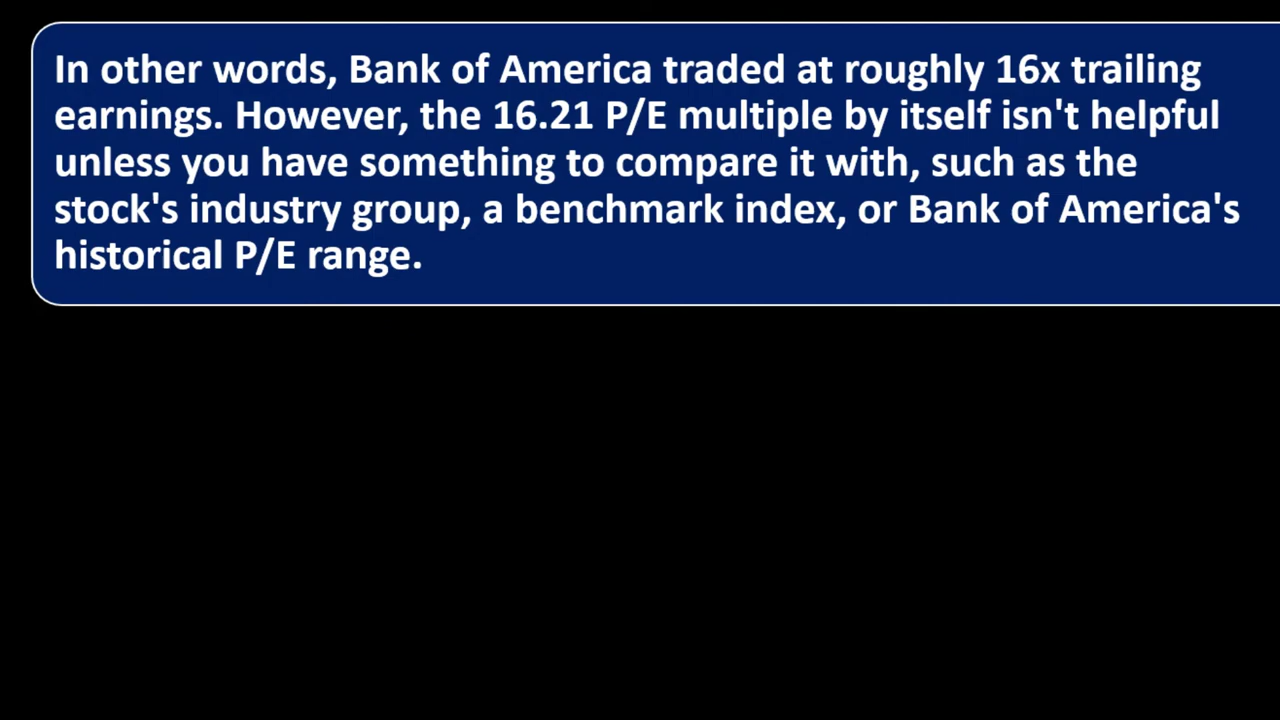 In other words, Bank of America traded at roughly 16x trailing
earnings. However, the 16.21 P/E multiple by itself isn't helpful
unless you have something to compare it with, such as the
stock's industry group, a benchmark index, or Bank of America's
historical P/E range.